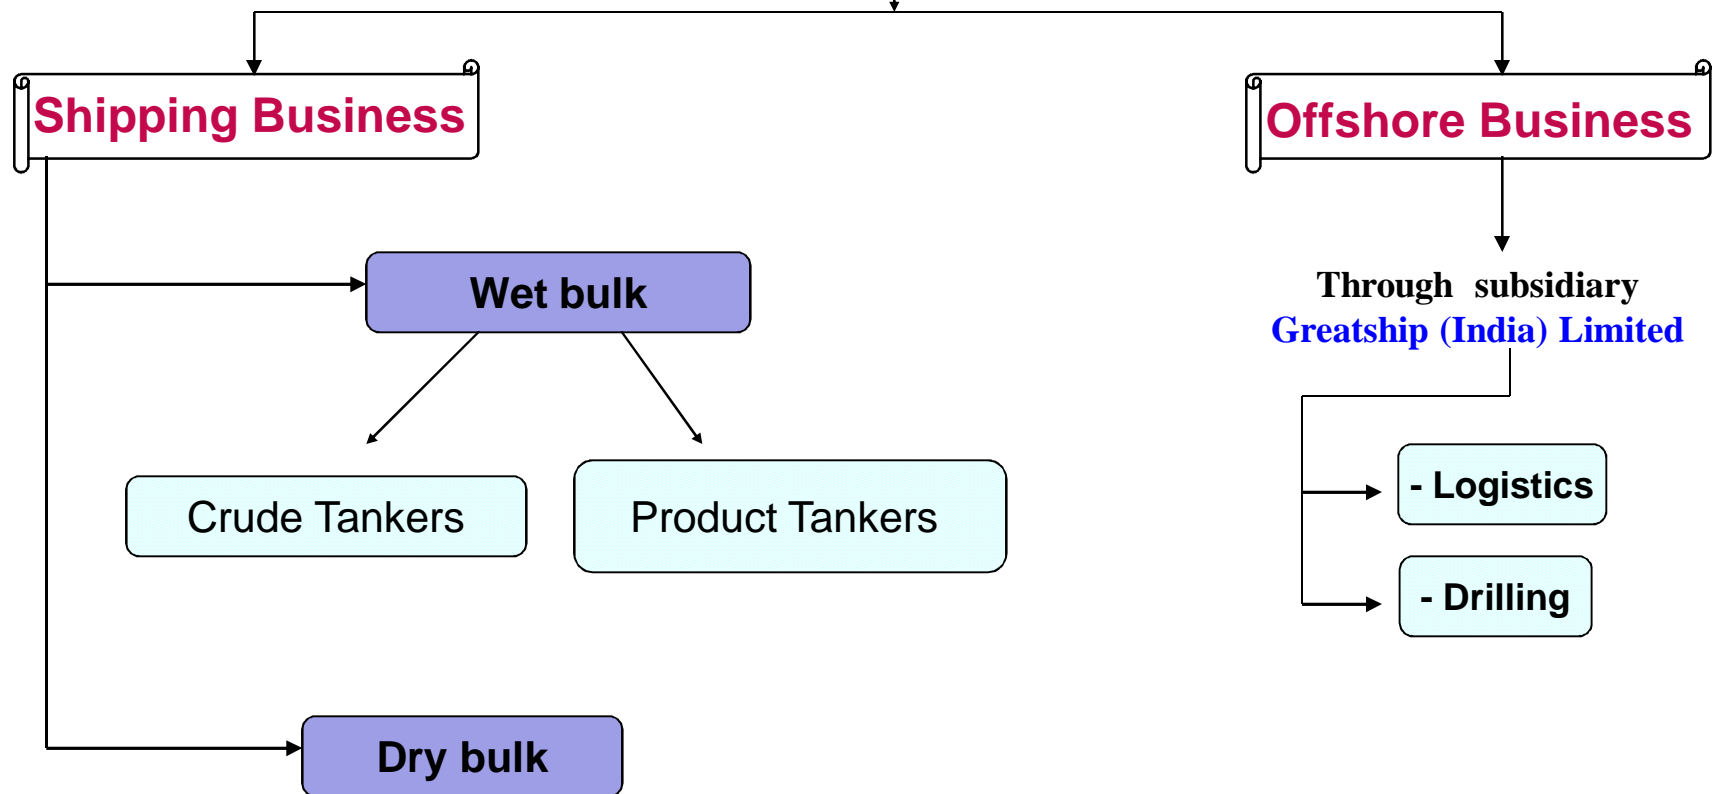 Shipping Business
Offshore Business
Wet bulk
Through subsidiary
Greatship (India) Limited
Crude Tankers
Product Tankers
- Logistics
- Drilling
Dry bulk